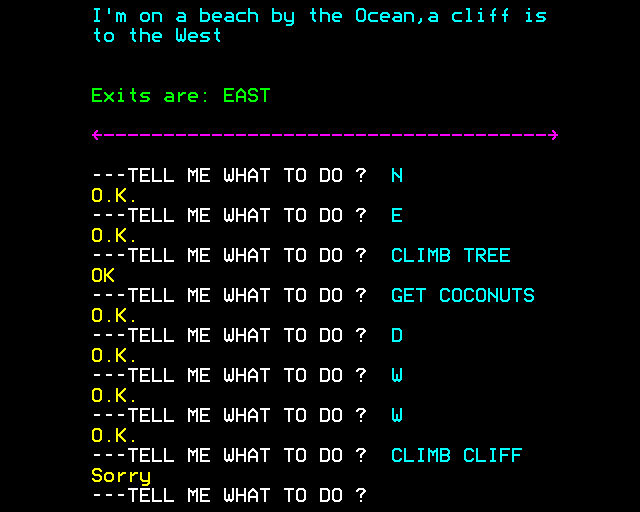 I'm on a beach by the Ocean,a cliff is
to the West
Exits are: EAST
---TELL ME WHAT TO DO ? N
O.K.
---TELL ME WHAT TO DO ? E
O.K.
---TELL ME WHAT TO DO ? CLIMB TREE
OK
---TELL ME WHAT TO DO ? GET COCONUTS
O.K.
---TELL ME WHAT TO DO ? D
O.K.
---TELL ME WHAT TO DO ? W
O.K.
---TELL ME WHAT TO DO ? W
O.K.
---TELL ME WHAT TO DO ? CLIMB CLIFF
Sorry
---TELL ME WHAT TO DO ?